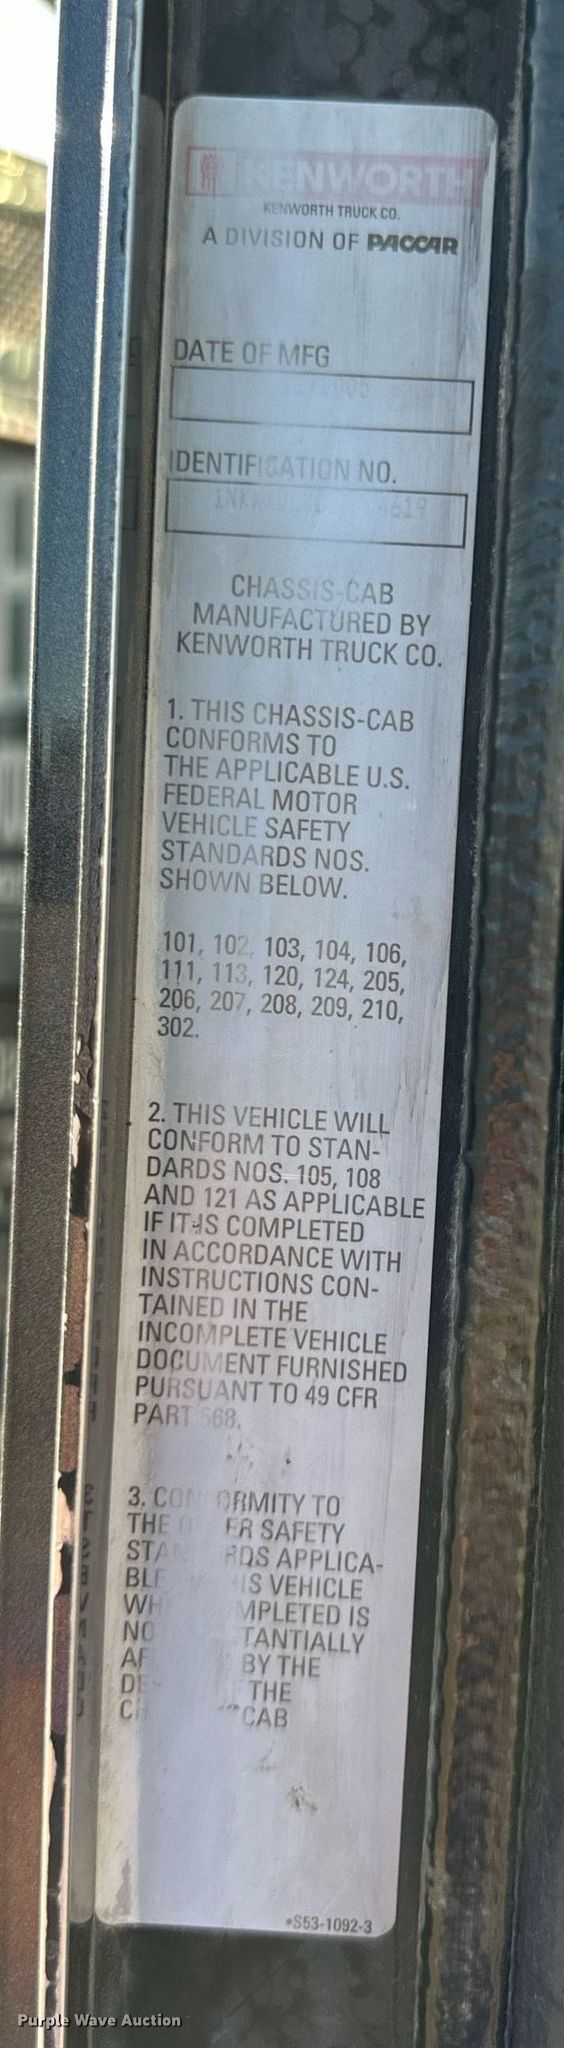 KENWORTH
KENWORTH TRUCK CO.
A DIVISION OF PACCAR
DATE OF MFG
IDENTIFICATION NO.
CHASSIS-CAB
MANUFACTURED BY
KENWORTH TRUCK CO.
1. THIS CHASSIS-CAB
CONFORMS TO
THE APPLICABLE U.S.
FEDERAL MOTOR
VEHICLE SAFETY
STANDARDS NOS.
SHOWN BELOW.
101, 102, 103, 104, 106,
111, 113, 120, 124, 205,
206, 207, 208, 209, 210,
302.
2. THIS VEHICLE WILL
CONFORM TO STAN-
DARDS NOS. 105, 108
AND 121 AS APPLICABLE
IF IT IS COMPLETED
IN ACCORDANCE WITH
INSTRUCTIONS CON-
TAINED IN THE
INCOMPLETE VEHICLE
DOCUMENT FURNISHED
PURSUANT TO 49 CFR
PART 568.
3. CONFORMITY TO
THE SAFETY
APPLICA-
VEHICLE
IS
BY THE
THE
CAB
*S53-1092-3
Purple Wave Auction